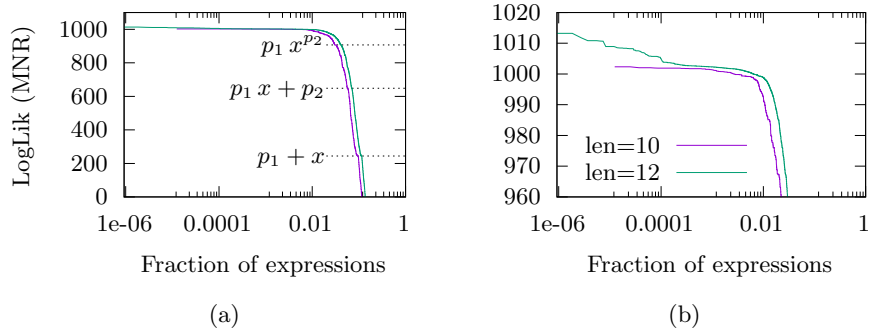 LogLik (MNR)
1000
800
600
400
200
0
p₁ x^{p₂}
p₁ x + p₂
p₁ + x
1e-06
0.0001
0.01
1
Fraction of expressions
(a)
1020
1010
1000
990
980
970
960
len=10
len=12
1e-06
0.0001
0.01
1
Fraction of expressions
(b)